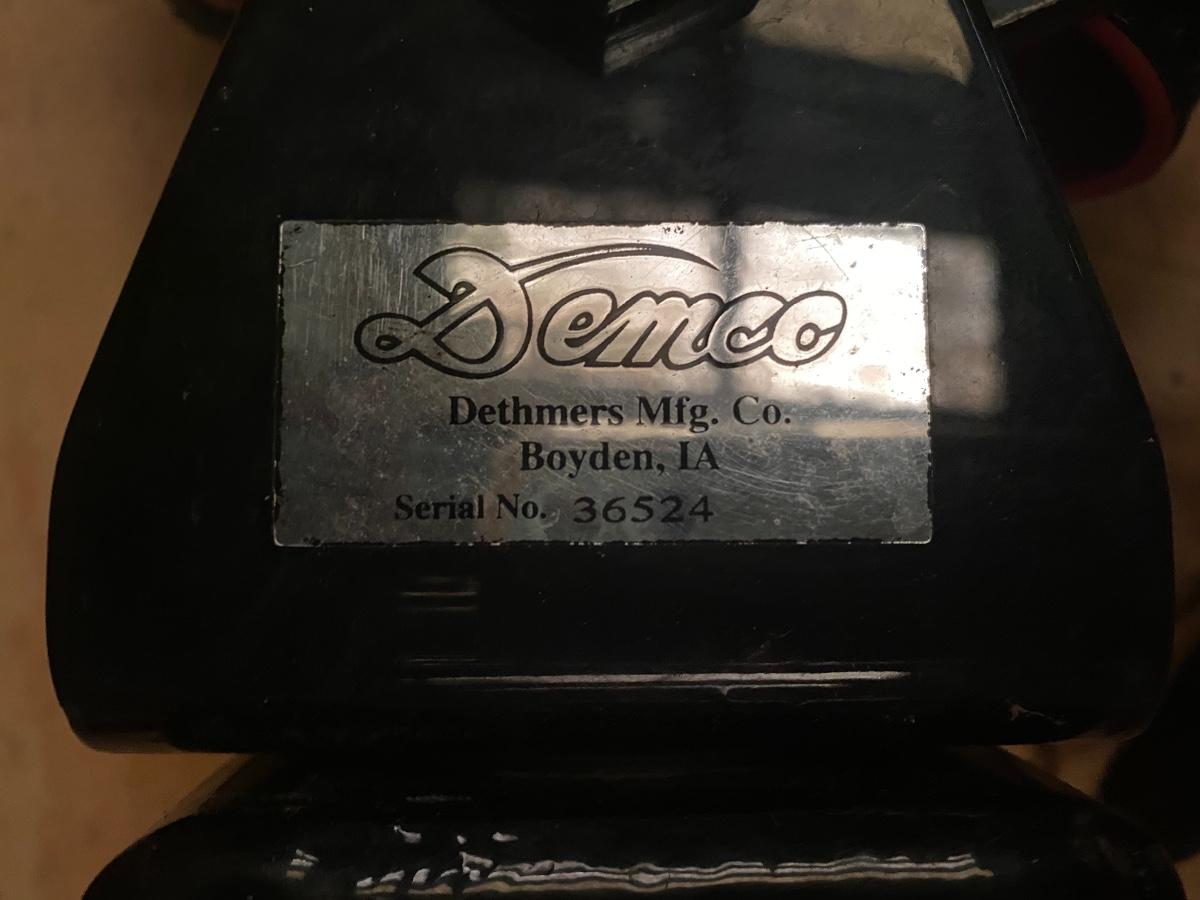 Demco
Dethmers Mfg. Co.
Boyden, IA
Serial No. 36524